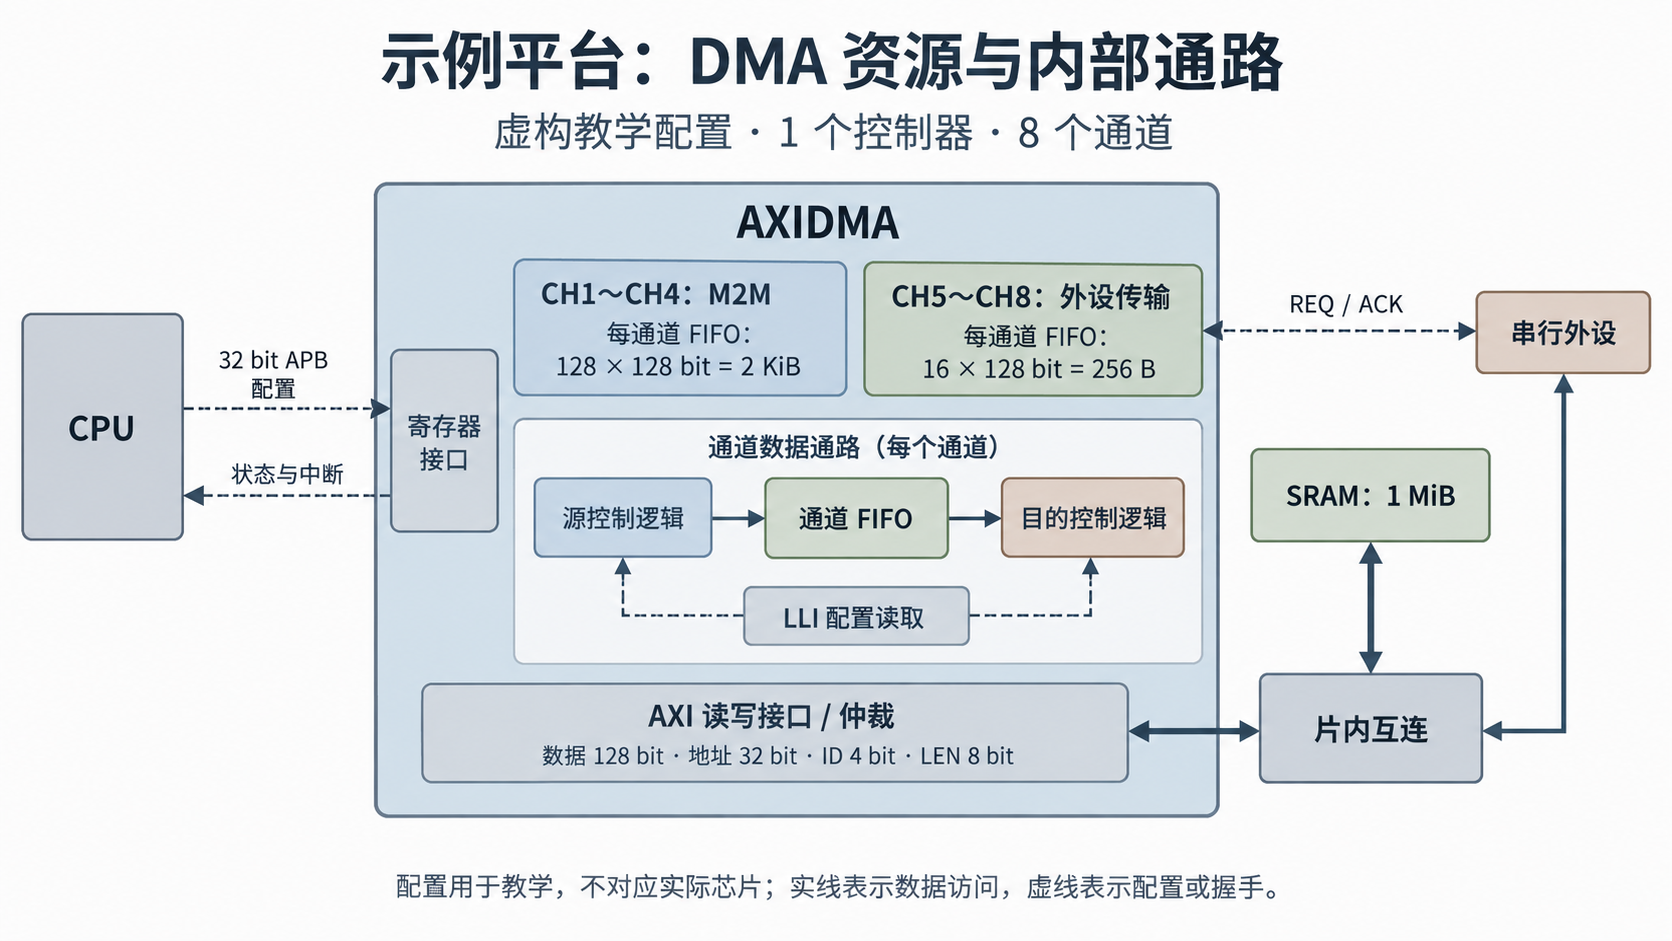 示例平台：DMA 资源与内部通路
虚构教学配置 · 1 个控制器 · 8 个通道
AXIDMA
CH1～CH4：M2M
每通道 FIFO：
128 × 128 bit = 2 KiB
CH5～CH8：外设传输
每通道 FIFO：
16 × 128 bit = 256 B
REQ / ACK
串行外设
CPU
32 bit APB
配置
状态与中断
寄存器
接口
通道数据通路（每个通道）
源控制逻辑
通道 FIFO
目的控制逻辑
LLI 配置读取
SRAM：1 MiB
AXI 读写接口 / 仲裁
数据 128 bit · 地址 32 bit · ID 4 bit · LEN 8 bit
片内互连
配置用于教学，不对应实际芯片；实线表示数据访问，虚线表示配置或握手。